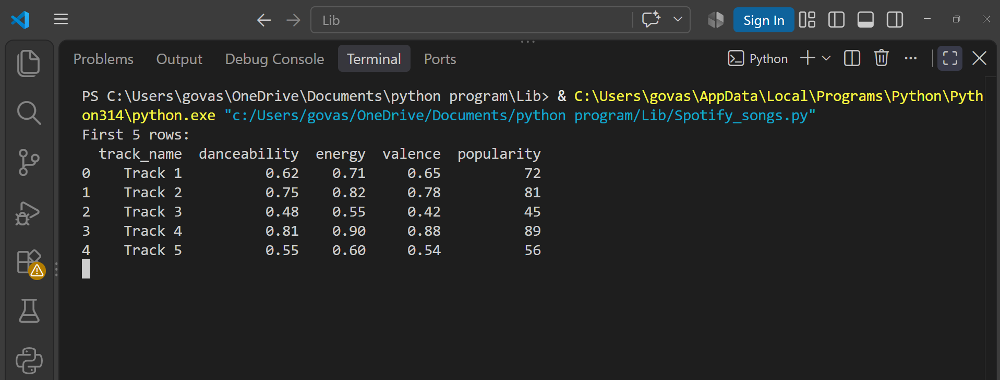 Lib
Sign In
Problems Output Debug Console Terminal Ports
Python
PS C:\Users\govas\OneDrive\Documents\python program\Lib> & C:\Users\govas\AppData\Local\Programs\Python\Pyth
on314\python.exe "c:/Users/govas/OneDrive/Documents/python program/Lib/Spotify_songs.py"
First 5 rows:
  track_name  danceability  energy  valence  popularity
0    Track 1          0.62    0.71     0.65          72
1    Track 2          0.75    0.82     0.78          81
2    Track 3          0.48    0.55     0.42          45
3    Track 4          0.81    0.90     0.88          89
4    Track 5          0.55    0.60     0.54          56